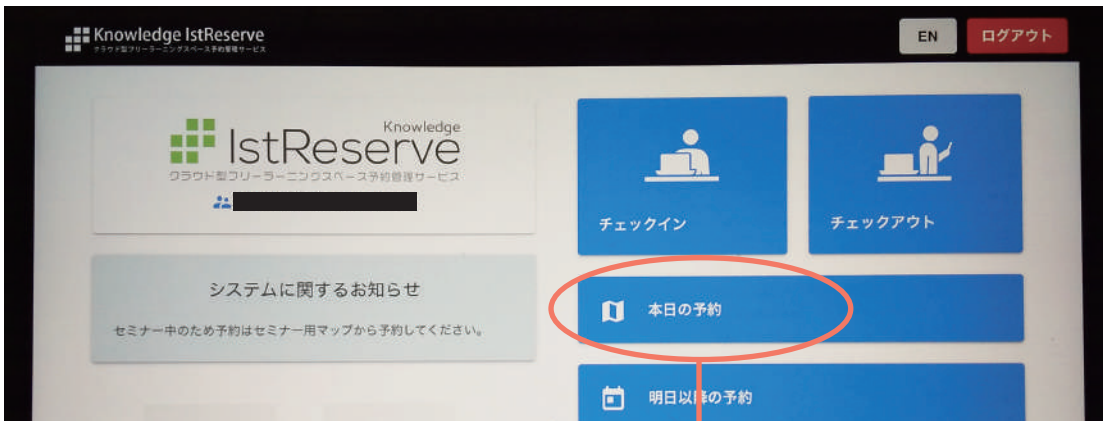 Knowledge IstReserve
クラウド型フリーラーニングスペース予約管理サービス
EN
ログアウト
Knowledge
IstReserve
クラウド型フリーラーニングスペース予約管理サービス
チェックイン
チェックアウト
システムに関するお知らせ
セミナー中のため予約はセミナー用マップから予約してください。
本日の予約
明日以降の予約